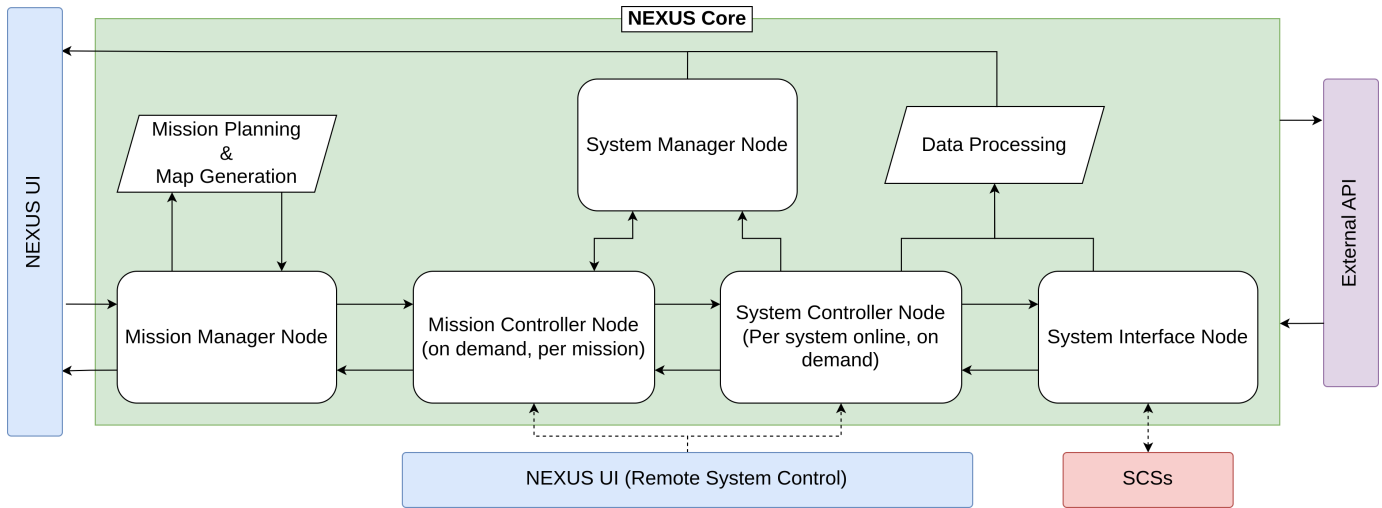 NEXUS Core
NEXUS UI
Mission Planning
&
Map Generation
System Manager Node
Data Processing
External API
Mission Manager Node
Mission Controller Node
(on demand, per mission)
System Controller Node
(Per system online, on
demand)
System Interface Node
NEXUS UI (Remote System Control)
SCSs